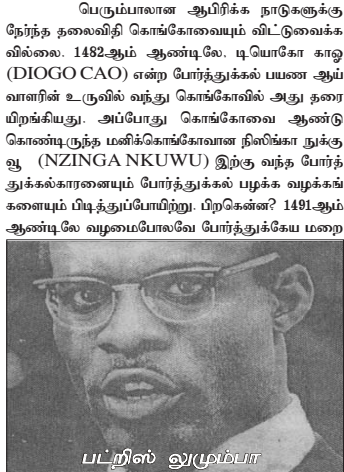 பெரும்பாலான ஆபிரிக்க நாடுகளுக்கு
நேர்ந்த தலைவிதி கொங்கோவையும் விட்டுவைக்க
வில்லை. 1482ஆம் ஆண்டிலே, டியோகோ காஓ
(DIOGO CAO) என்ற போர்த்துக்கல் பயண ஆய்
வாளரின் உருவில் வந்து கொங்கோவில் அது தரை
யிறங்கியது. அப்போது கொங்கோவை ஆண்டு
கொண்டிருந்த மனிக்கொங்கோவான நிஸிங்கா நுக்கு
வூ (NZINGA NKUWU) இற்கு வந்த போர்த்
துக்கல்காரனையும் போர்த்துக்கல் பழக்க வழக்கங்
களையும் பிடித்துப்போயிற்று. பிறகென்ன? 1491ஆம்
ஆண்டிலே வழமைபோலவே போர்த்துக்கேய மறை
பட்றிஸ் லுமும்பா